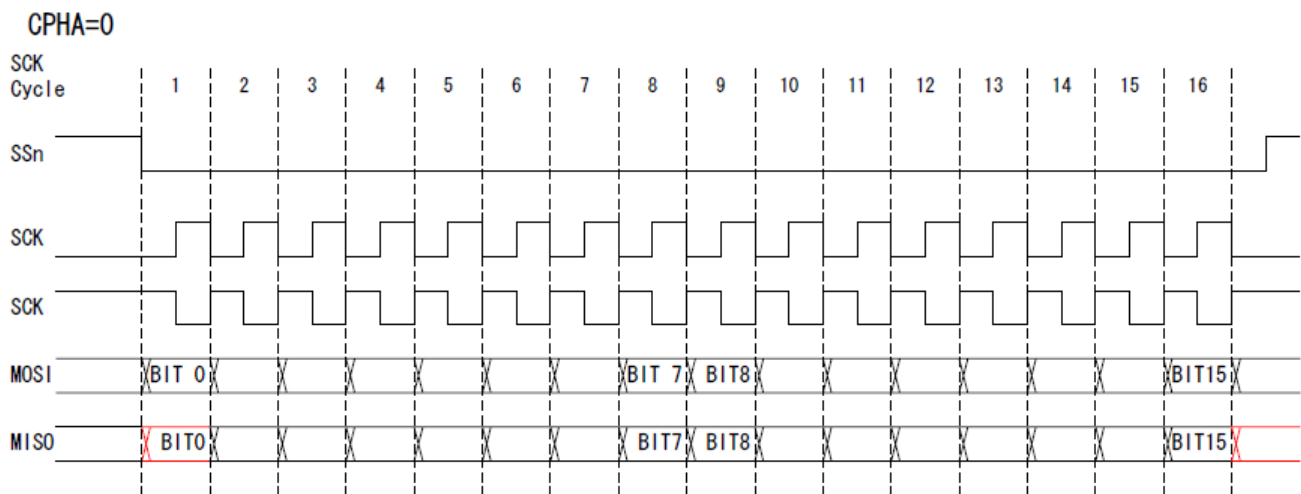 CPHA=0
SCK
Cycle 1 2 3 4 5 6 7 8 9 10 11 12 13 14 15 16
SSn
SCK
SCK
MOSI BIT 0 BIT 7 BIT8 BIT15
MISO BIT0 BIT7 BIT8 BIT15